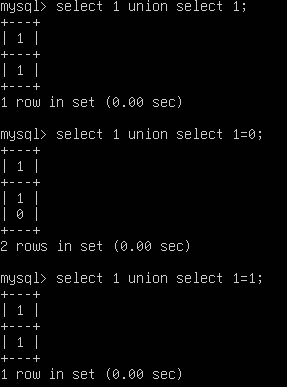 mysql> select 1 union select 1;
+---+
| 1 |
+---+
| 1 |
+---+
1 row in set (0.00 sec)
mysql> select 1 union select 1=0;
+---+
| 1 |
+---+
| 1 |
| 0 |
+---+
2 rows in set (0.00 sec)
mysql> select 1 union select 1=1;
+---+
| 1 |
+---+
| 1 |
+---+
1 row in set (0.00 sec)